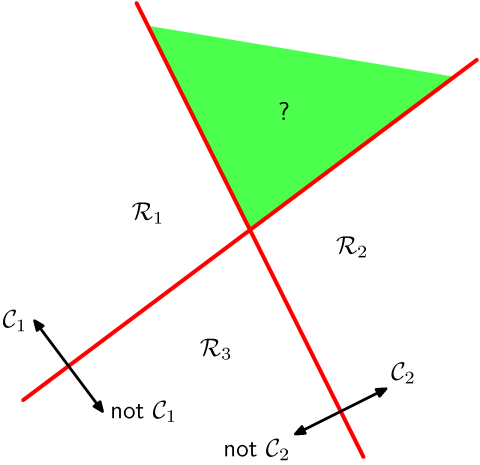 ?
ℛ₁
ℛ₂
𝒞₁
ℛ₃
𝒞₂
not 𝒞₁
not 𝒞₂